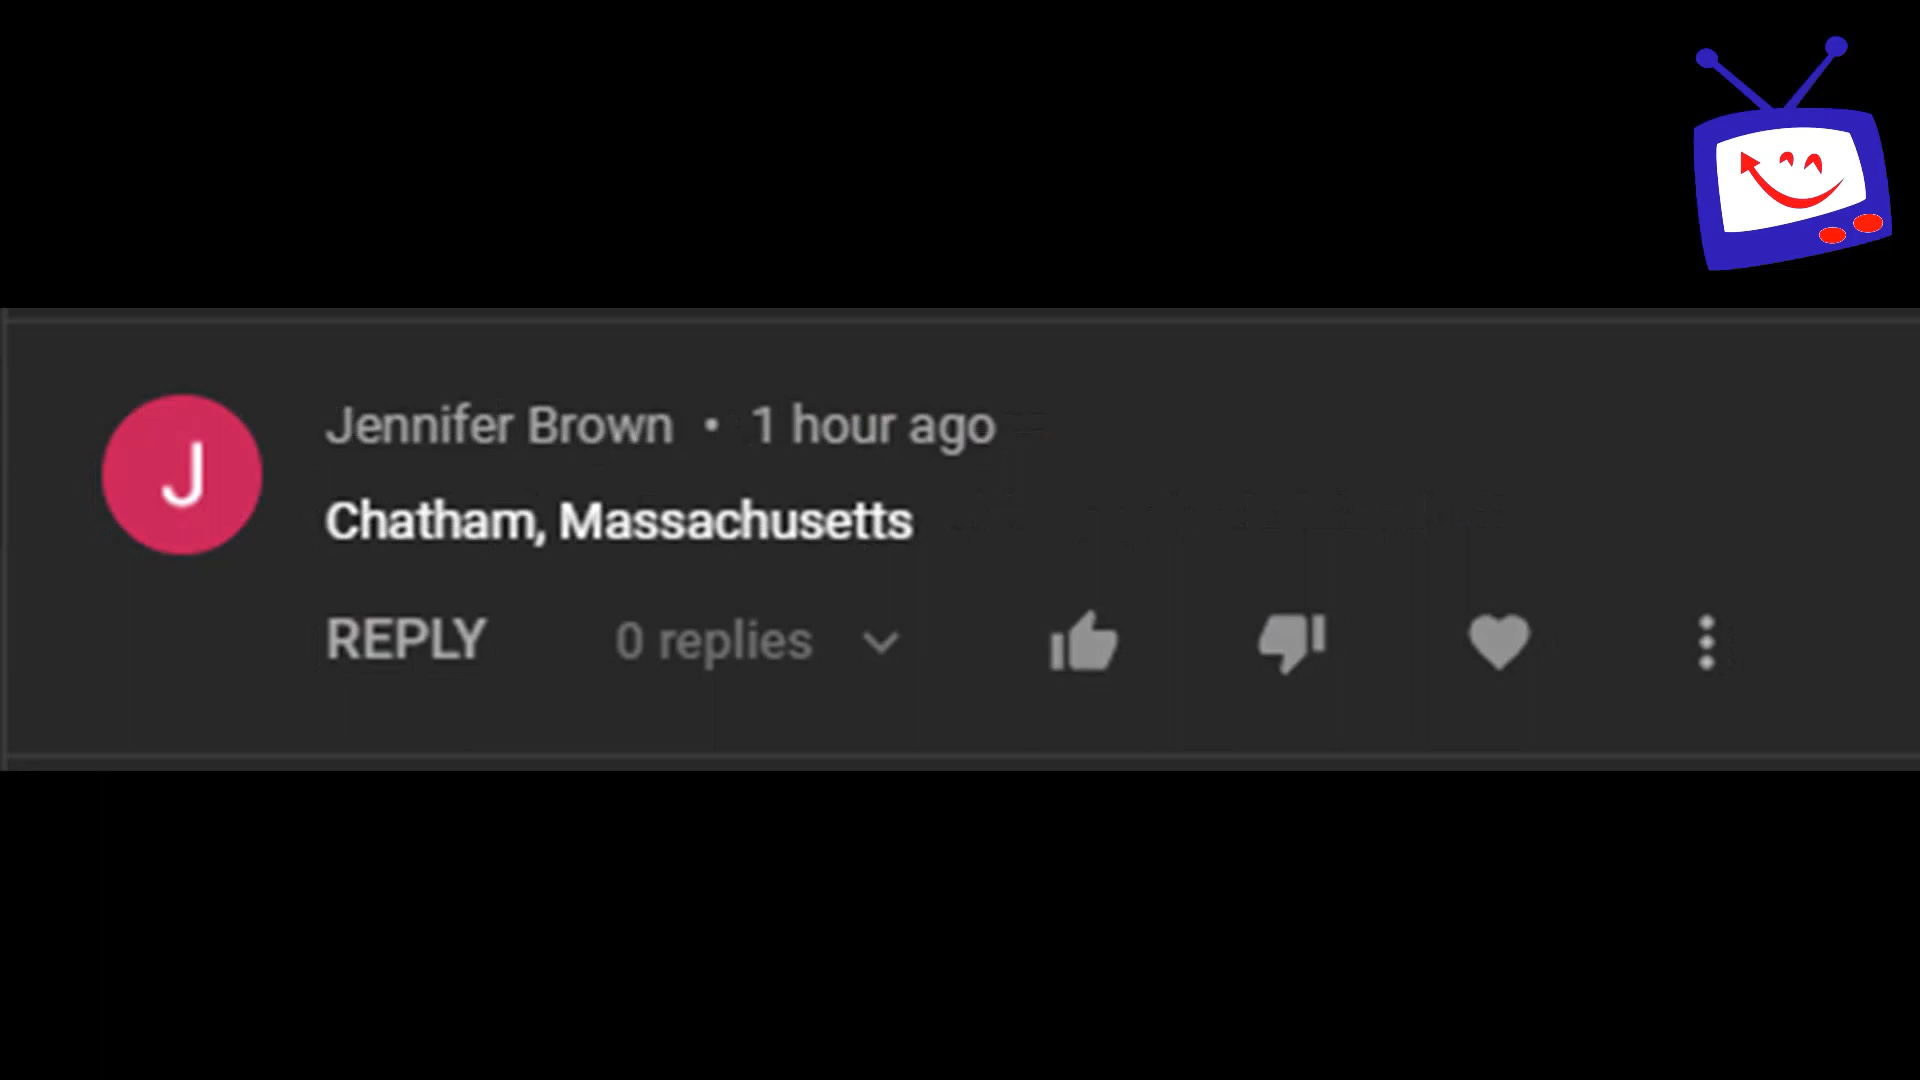 J
Jennifer Brown • 1 hour ago
Chatham, Massachusetts
REPLY 0 replies